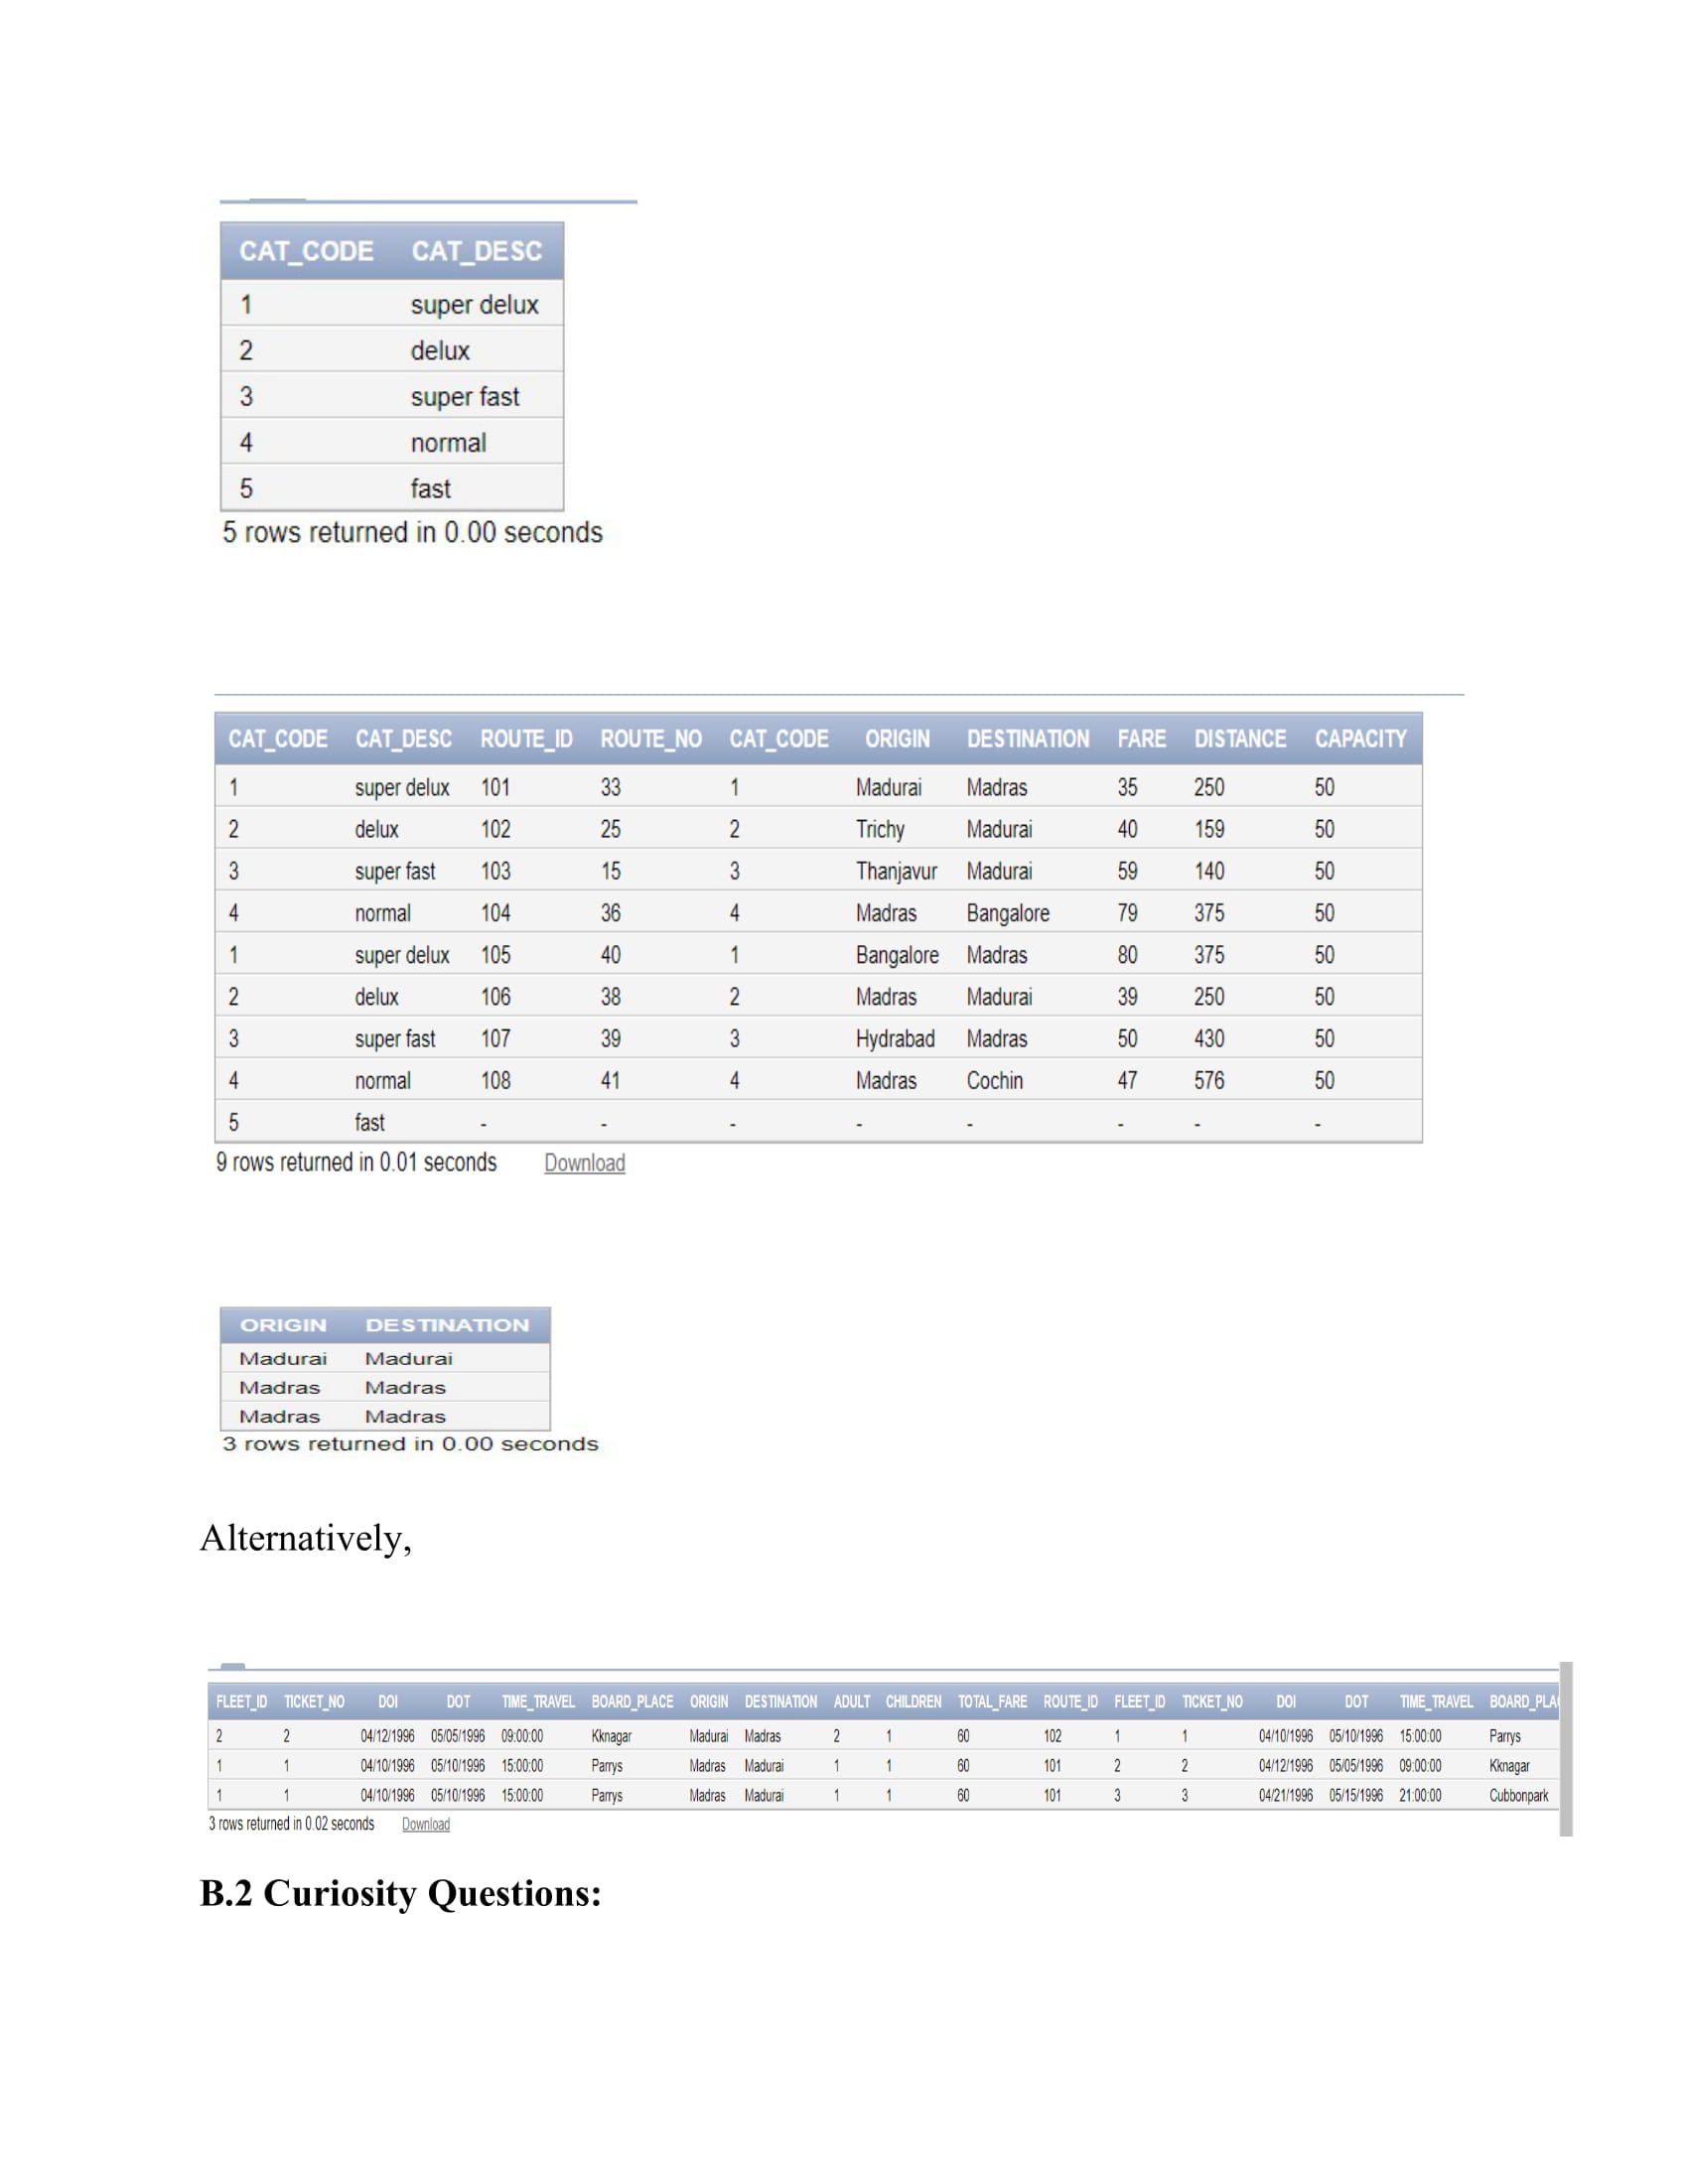 CAT_CODE CAT_DESC
1 super delux
2 delux
3 super fast
4 normal
5 fast
5 rows returned in 0.00 seconds
CAT_CODE CAT_DESC ROUTE_ID ROUTE_NO CAT_CODE ORIGIN DESTINATION FARE DISTANCE CAPACITY
1 super delux 101 33 1 Madurai Madras 35 250 50
2 delux 102 25 2 Trichy Madurai 40 159 50
3 super fast 103 15 3 Thanjavur Madurai 59 140 50
4 normal 104 36 4 Madras Bangalore 79 375 50
1 super delux 105 40 1 Bangalore Madras 80 375 50
2 delux 106 38 2 Madras Madurai 39 250 50
3 super fast 107 39 3 Hydrabad Madras 50 430 50
4 normal 108 41 4 Madras Cochin 47 576 50
5 fast - - - - - - - -
9 rows returned in 0.01 seconds Download
ORIGIN DESTINATION
Madurai Madurai
Madras Madras
Madras Madras
3 rows returned in 0.00 seconds
Alternatively,
FLEET_ID TICKET_NO DOI DOT TIME_TRAVEL BOARD_PLACE ORIGIN DESTINATION ADULT CHILDREN TOTAL_FARE ROUTE_ID FLEET_ID TICKET_NO DOI DOT TIME_TRAVEL BOARD_PLA
2 2 04/12/1996 05/05/1996 09:00:00 Kknagar Madurai Madras 2 1 60 102 1 1 04/10/1996 05/10/1996 15:00:00 Parrys
1 1 04/10/1996 05/10/1996 15:00:00 Parrys Madras Madurai 1 1 60 101 2 2 04/12/1996 05/05/1996 09:00:00 Kknagar
1 1 04/10/1996 05/10/1996 15:00:00 Parrys Madras Madurai 1 1 60 101 3 3 04/21/1996 05/15/1996 21:00:00 Cubbonpark
3 rows returned in 0.02 seconds Download
B.2 Curiosity Questions: